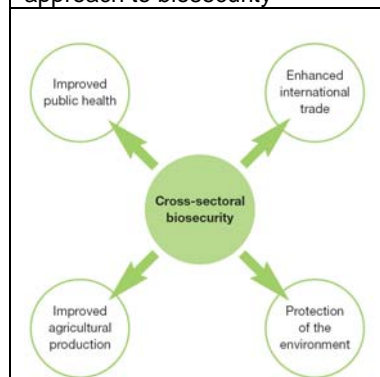 approach to biosecurity
Improved
public health
Enhanced
international
trade
Cross-sectoral
biosecurity
Improved
agricultural
production
Protection
of the
environment